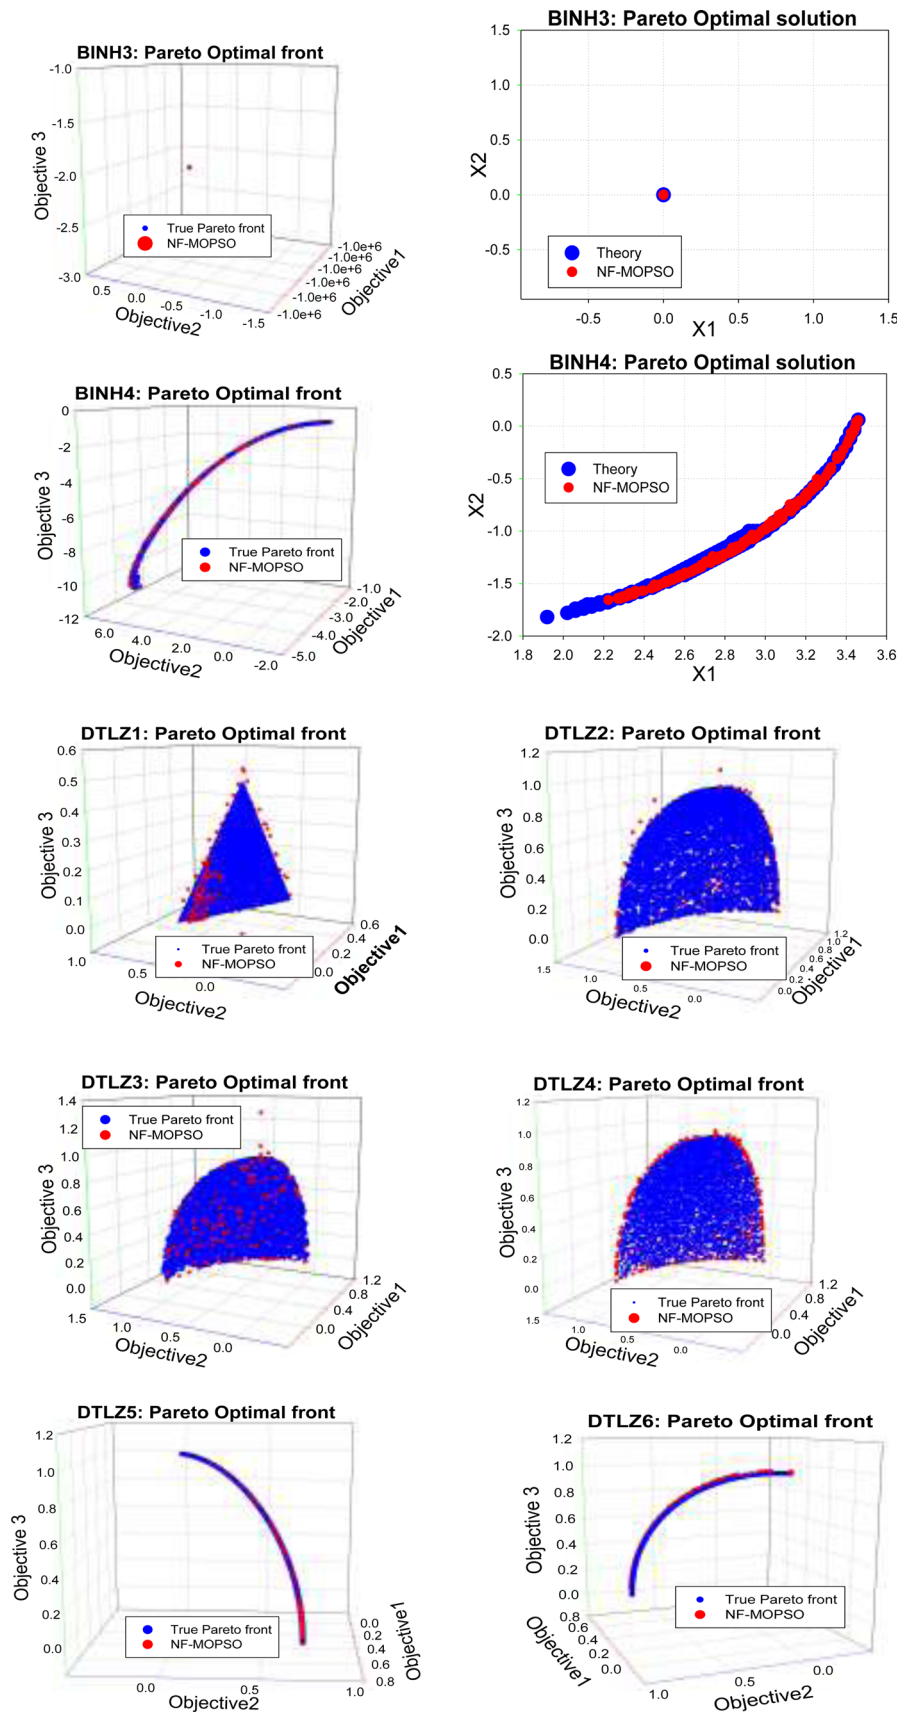 BINH3: Pareto Optimal front
-1.0
-1.5
-2.0
-2.5
-3.0
Objective 3
True Pareto front
NF-MOPSO
0.5
0.0
-0.5
-1.0
-1.5
Objective2
-1.0e+6
-1.0e+6
-1.0e+6
-1.0e+6
-1.0e+6
-1.0e+6
-1.0e+6
Objective1
BINH3: Pareto Optimal solution
1.5
1.0
0.5
0.0
-0.5
X2
Theory
NF-MOPSO
-0.5
0.0
0.5
1.0
1.5
X1
BINH4: Pareto Optimal front
0
-2
-4
-6
-8
-10
-12
Objective 3
True Pareto front
NF-MOPSO
6.0
4.0
2.0
0.0
-2.0
Objective2
-1.0
-2.0
-3.0
-4.0
-5.0
Objective1
BINH4: Pareto Optimal solution
0.5
0.0
-0.5
-1.0
-1.5
-2.0
X2
Theory
NF-MOPSO
1.8
2.0
2.2
2.4
2.6
2.8
3.0
3.2
3.4
3.6
X1
DTLZ1: Pareto Optimal front
0.6
0.5
0.4
0.3
0.2
0.1
0.0
Objective 3
True Pareto front
NF-MOPSO
1.0
0.5
0.0
Objective2
0.6
0.4
0.2
0.0
Objective1
DTLZ2: Pareto Optimal front
1.2
1.0
0.8
0.6
0.4
0.2
0.0
Objective 3
True Pareto front
NF-MOPSO
1.5
1.0
0.5
0.0
Objective2
1.2
1.0
0.8
0.6
0.4
0.2
0.0
Objective1
DTLZ3: Pareto Optimal front
1.4
1.2
1.0
0.8
0.6
0.4
0.2
0.0
Objective 3
True Pareto front
NF-MOPSO
1.5
1.0
0.5
0.0
Objective2
1.2
0.8
0.4
0.0
Objective1
DTLZ4: Pareto Optimal front
1.2
1.0
0.8
0.6
0.4
0.2
0.0
Objective 3
True Pareto front
NF-MOPSO
1.5
1.0
0.5
0.0
Objective2
1.2
0.8
0.4
0.0
Objective1
DTLZ5: Pareto Optimal front
1.2
1.0
0.8
0.6
0.4
0.2
0.0
Objective 3
True Pareto front
NF-MOPSO
0.0
0.5
1.0
Objective2
0.0
0.2
0.4
0.6
0.8
Objective1
DTLZ6: Pareto Optimal front
1.2
1.0
0.8
0.6
0.4
0.2
0.0
Objective 3
True Pareto front
NF-MOPSO
0.8
0.6
0.4
0.2
0.0
Objective1
1.0
0.5
0.0
Objective2